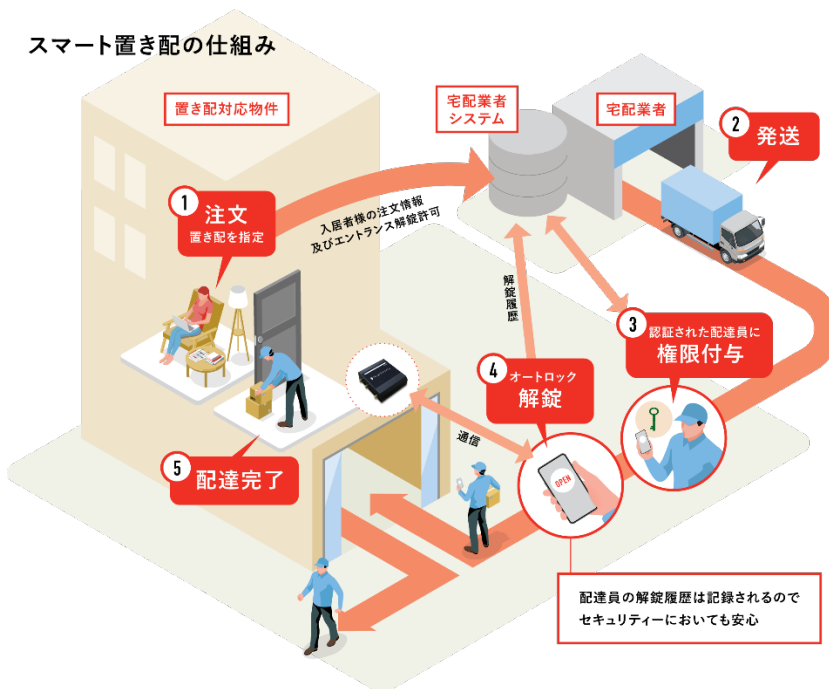 スマート置き配の仕組み
置き配対応物件
宅配業者
システム
宅配業者
2
発送
1
注文
置き配を指定
入居者様の注文情報
及びエントランス解錠許可
解錠履歴
3
認証された配達員に
権限付与
4
オートロック
解錠
通信
OPEN
5
配達完了
配達員の解錠履歴は記録されるので
セキュリティーにおいても安心